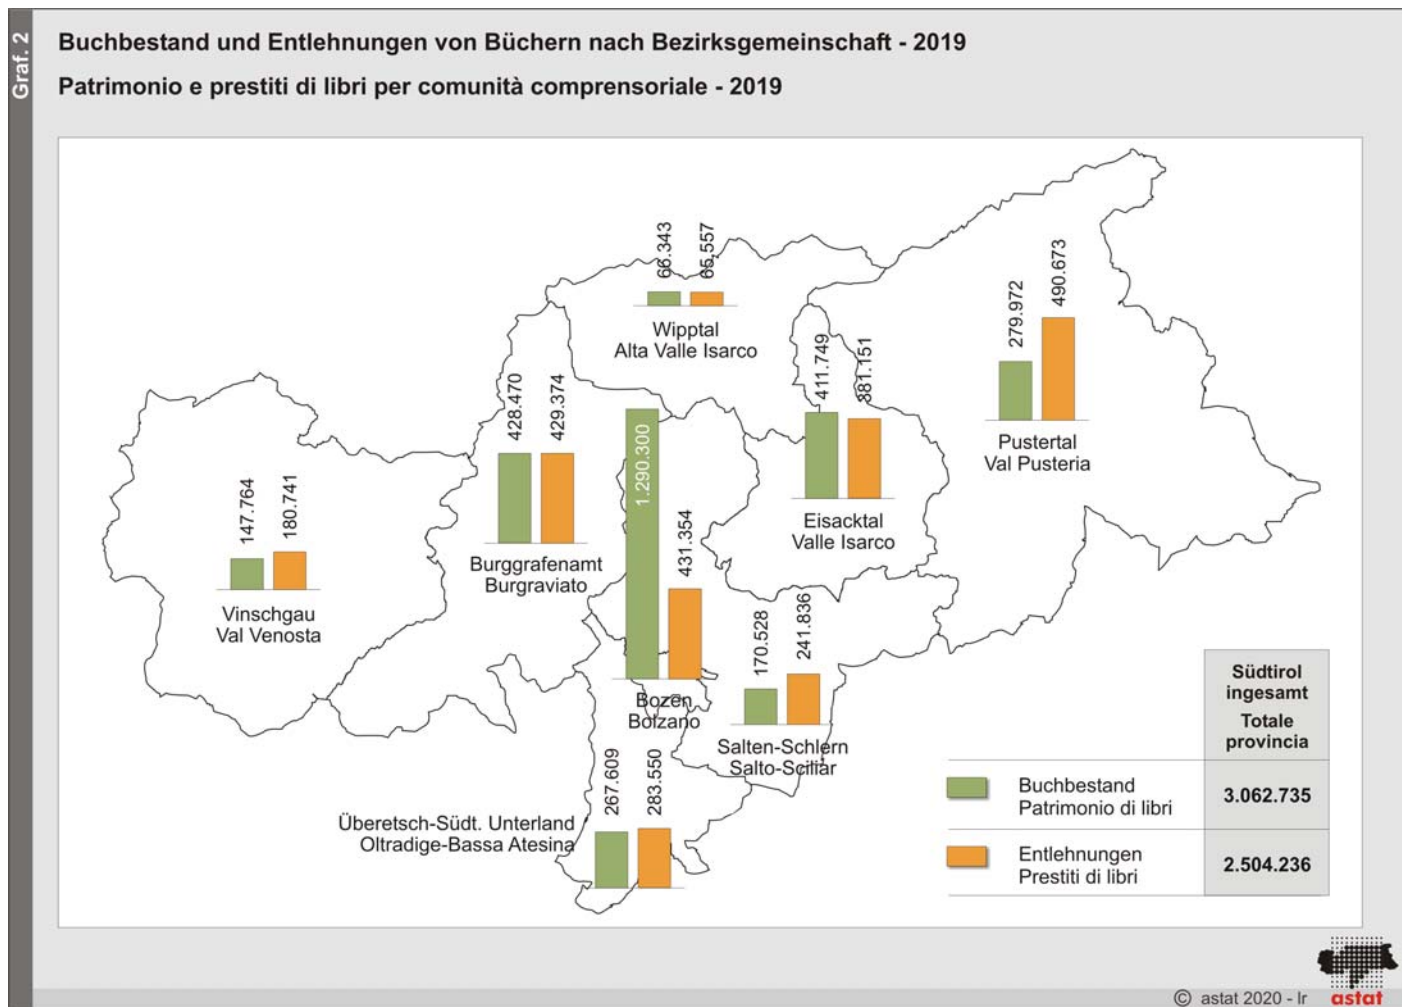 Graf. 2
Buchbestand und Entlehnungen von Büchern nach Bezirksgemeinschaft - 2019
Patrimonio e prestiti di libri per comunità comprensoriale - 2019
66.343
65.557
Wipptal
Alta Valle Isarco
279.972
490.673
Pustertal
Val Pusteria
411.749
381.151
Eisacktal
Valle Isarco
428.470
429.374
Burggrafenamt
Burgraviato
147.764
180.741
Vinschgau
Val Venosta
1.290.300
431.354
Bozen
Bolzano
170.528
241.836
Salten-Schlern
Salto-Sciliar
267.609
283.550
Überetsch-Südt. Unterland
Oltradige-Bassa Atesina
Südtirol
ingesamt
Totale
provincia
Buchbestand
Patrimonio di libri
3.062.735
Entlehnungen
Prestiti di libri
2.504.236
© astat 2020 - lr
astat